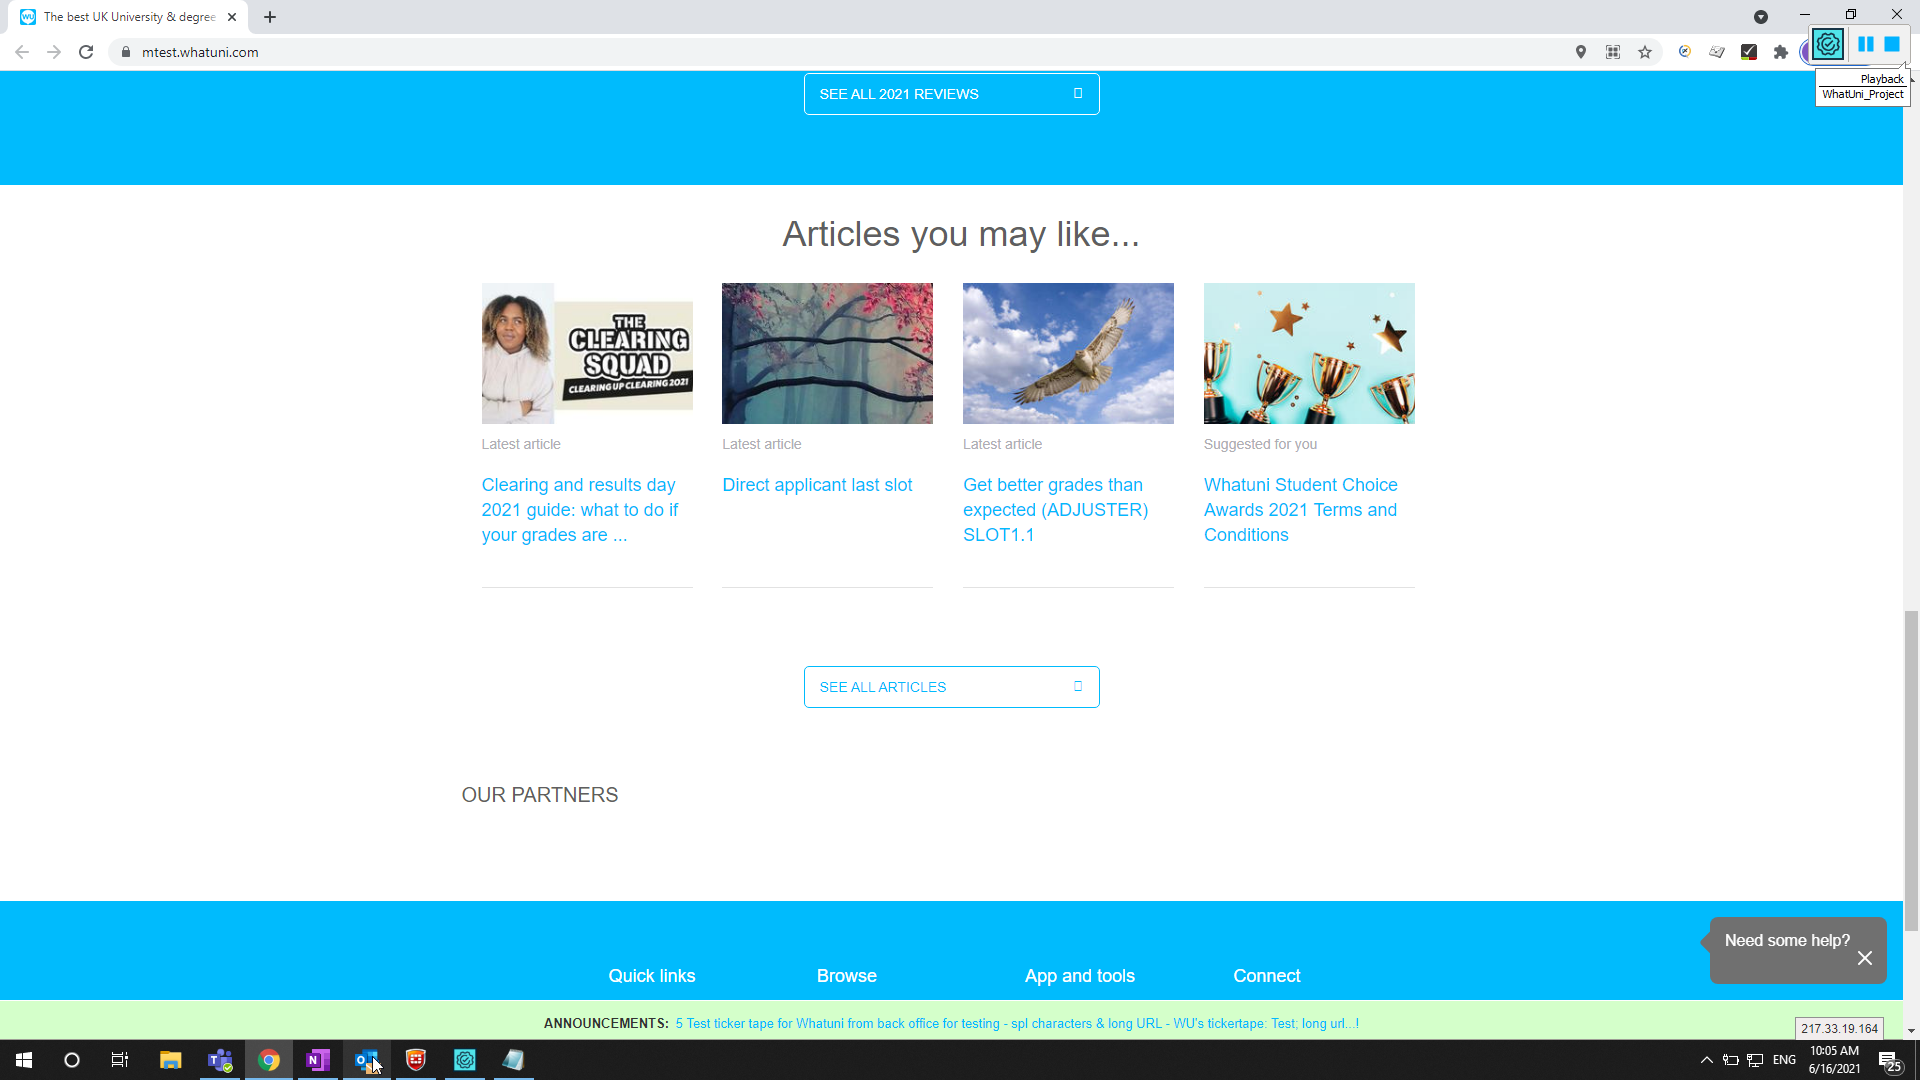 The best UK University & degree
mtest.whatuni.com
Playback
WhatUni_Project
SEE ALL 2021 REVIEWS
Articles you may like...
THE
CLEARING
SQUAD
CLEARING UP CLEARING 2021
Latest article
Latest article
Latest article
Suggested for you
Clearing and results day
2021 guide: what to do if
your grades are ...
Direct applicant last slot
Get better grades than
expected (ADJUSTER)
SLOT1.1
Whatuni Student Choice
Awards 2021 Terms and
Conditions
SEE ALL ARTICLES
OUR PARTNERS
Need some help?
Quick links
Browse
App and tools
Connect
ANNOUNCEMENTS: 5 Test ticker tape for Whatuni from back office for testing - spl characters & long URL - WU's tickertape: Test; long url...!
217.33.19.164
ENG
10:05 AM
6/16/2021
25